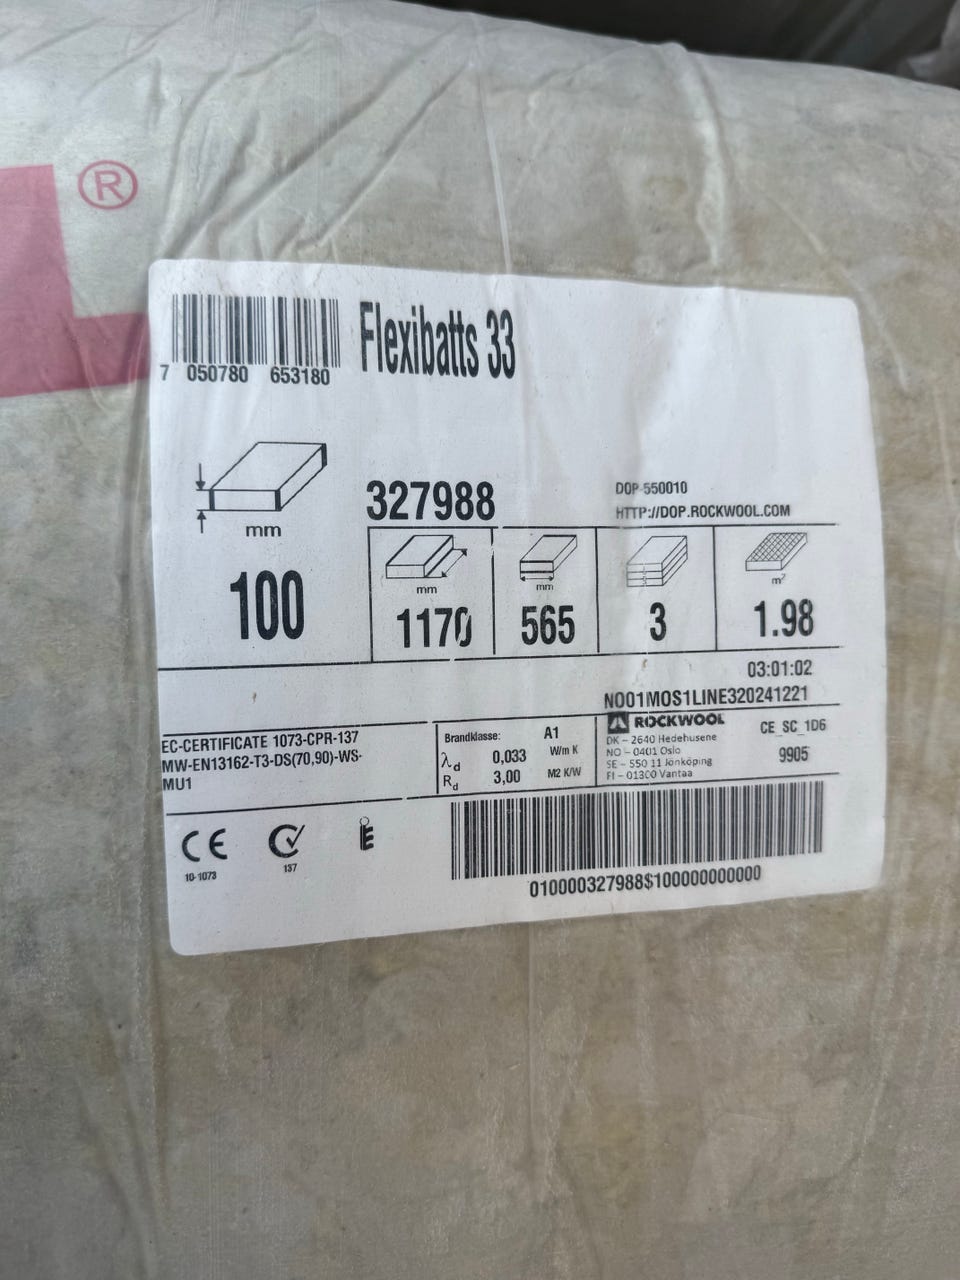 ®
7 050780 653180
Flexibatts 33
327988
DOP-550010
HTTP://DOP.ROCKWOOL.COM
mm
100
mm
1170
mm
565
3
m²
1.98
03:01:02
NO01MOS1LINE320241221
EC-CERTIFICATE 1073-CPR-137
MW-EN13162-T3-DS(70,90)-WS-
MU1
Brandklasse: A1
λd 0,033 W/m K
Rd 3,00 M2 K/W
ROCKWOOL
DK – 2640 Hedehusene
NO – 0401 Oslo
SE – 550 11 Jönköping
FI – 01300 Vantaa
CE_SC_1D6
9905
CE
10-1073
137
010000327988$100000000000